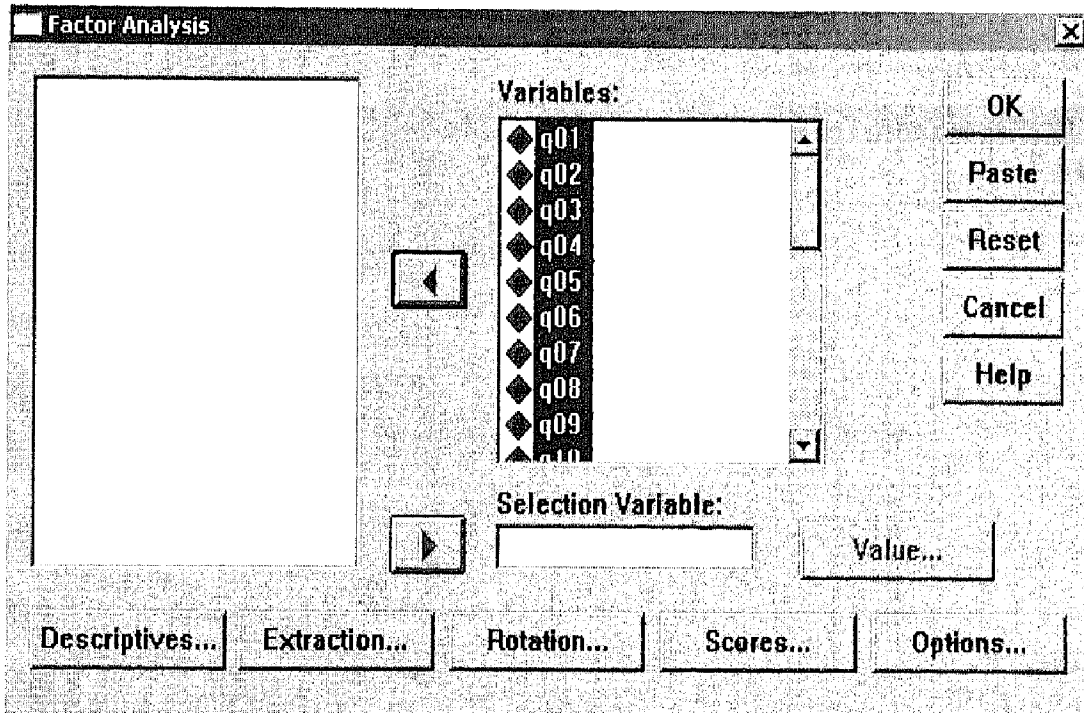 Factor Analysis
Variables:
q01
q02
q03
q04
q05
q06
q07
q08
q09
q10
OK
Paste
Reset
Cancel
Help
Selection Variable:
Value...
Descriptives... Extraction... Rotation... Scores... Options...